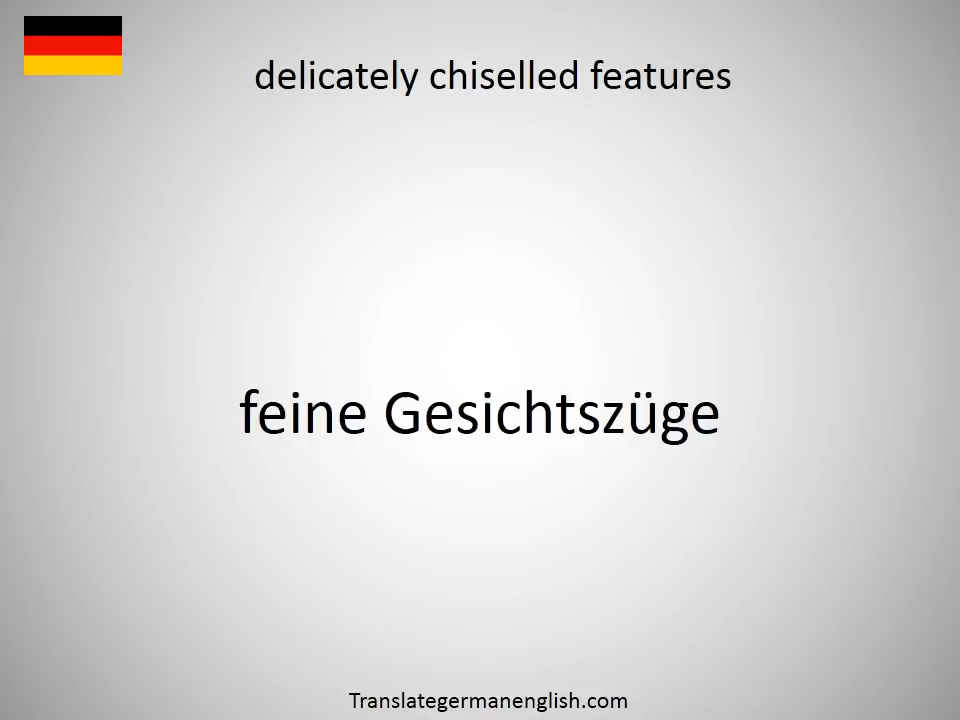 delicately chiselled features
feine Gesichtszüge
Translategermanenglish.com